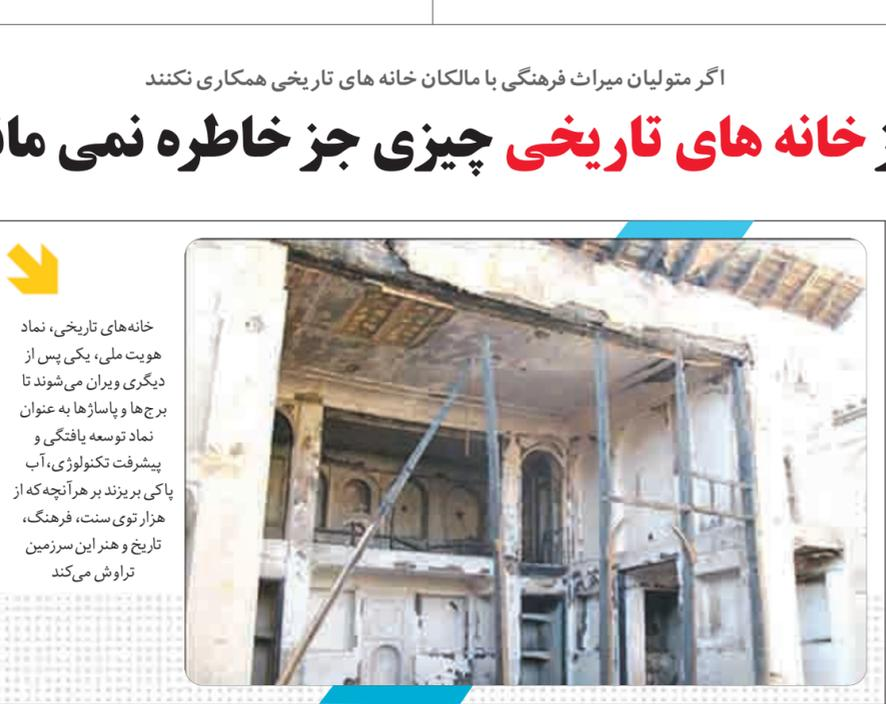 اگر متولیان میراث فرهنگی با مالکان خانه های تاریخی همکاری نکنند
خانه های تاریخی چیزی جز خاطره نمی
خانه‌های تاریخی، نماد
هویت ملی، یکی پس از
دیگری ویران می‌شوند تا
برج‌ها و پاساژها به عنوان
نماد توسعه یافتگی و
پیشرفت تکنولوژی، آب
پاکی بریزند بر هر آنچه که از
هزار توی سنت، فرهنگ،
تاریخ و هنر این سرزمین
تراوش می‌کند